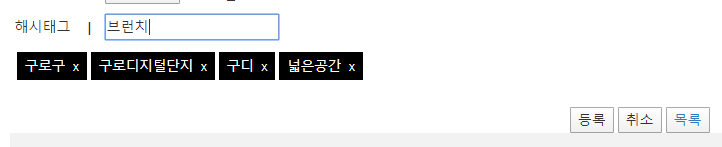 해시태그 | 브런치
구로구 x 구로디지털단지 x 구디 x 넓은공간 x
등록 취소 목록